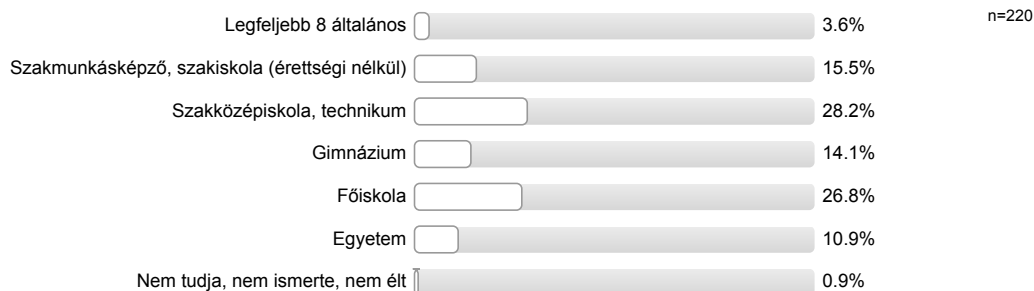 Legfeljebb 8 általános 3.6% n=220
Szakmunkásképző, szakiskola (érettségi nélkül) 15.5%
Szakközépiskola, technikum 28.2%
Gimnázium 14.1%
Főiskola 26.8%
Egyetem 10.9%
Nem tudja, nem ismerte, nem élt 0.9%